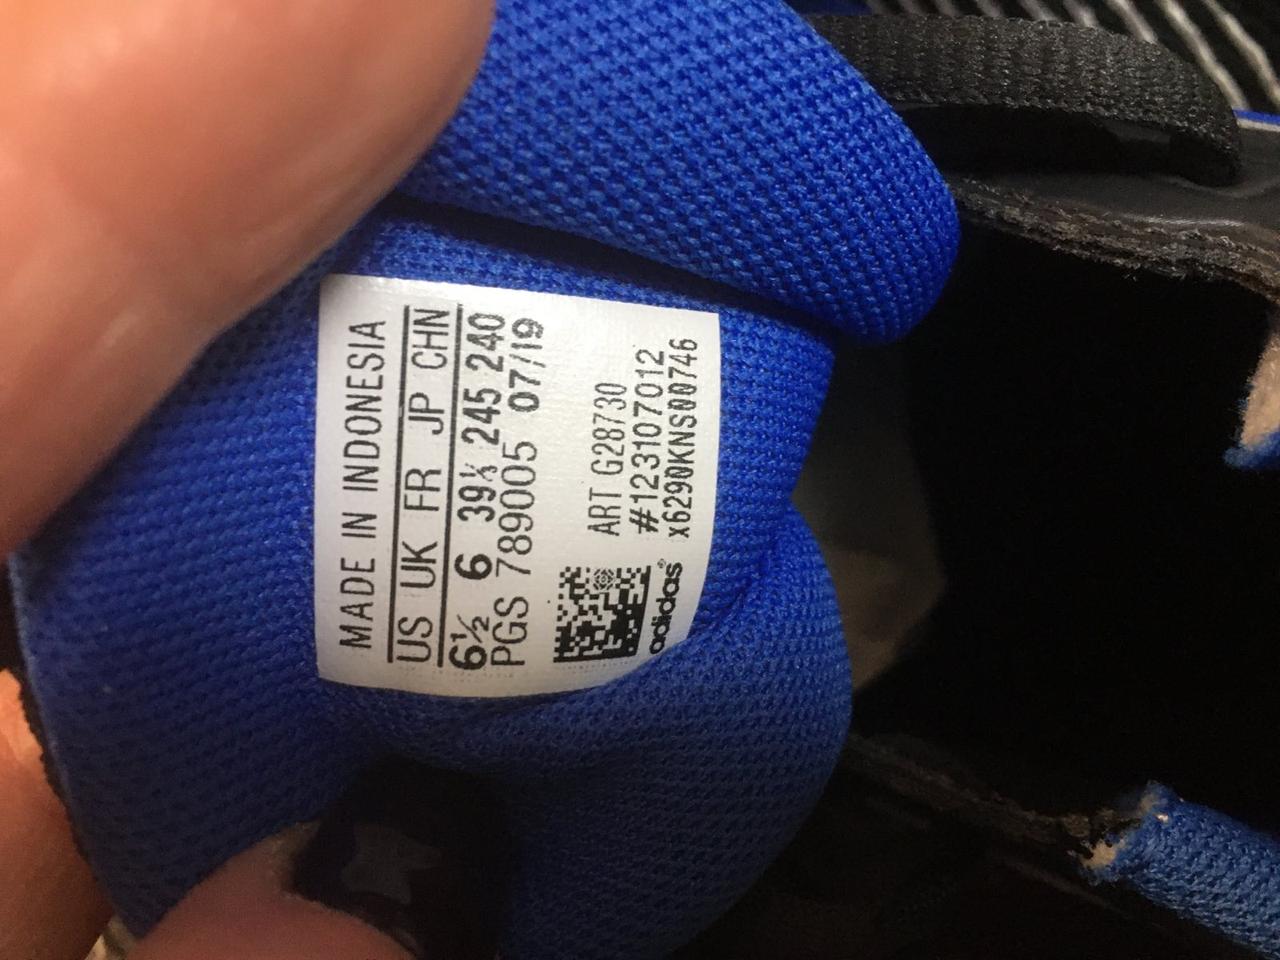 MADE IN INDONESIA
US UK FR JP CHN
6½ 6 39⅓ 245 240
PGS 789005 07/19
ART G28730
#123107012
x6290KNS00746
adidas®